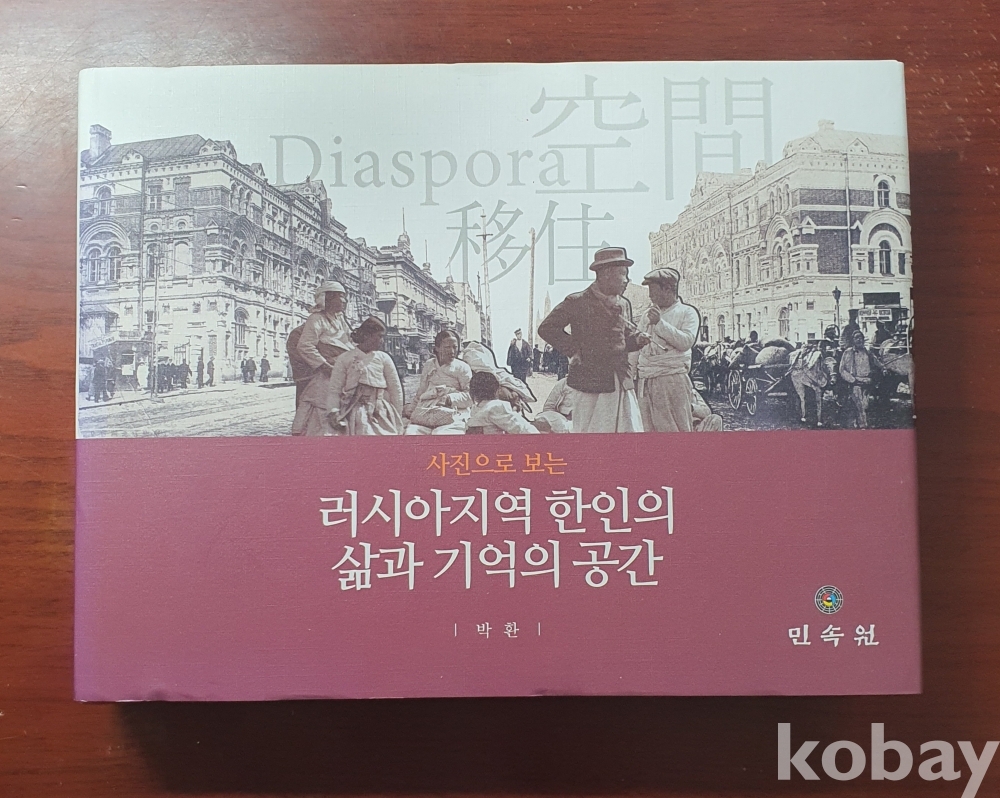 空間
Diaspora
移住
사진으로 보는
러시아지역 한인의
삶과 기억의 공간
| 박 환 |
민속원
kobay